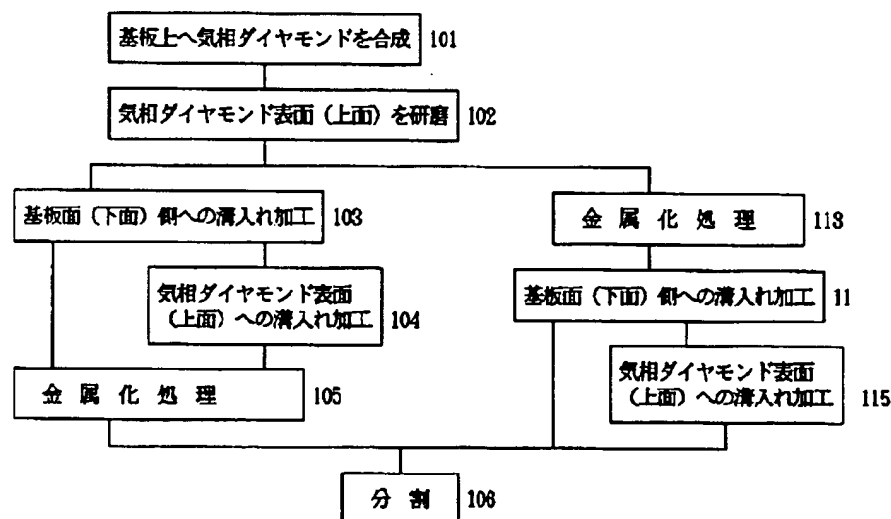 基板上へ気相ダイヤモンドを合成 101
気相ダイヤモンド表面（上面）を研磨 102
基板面（下面）側への溝入れ加工 103
金属化処理 113
気相ダイヤモンド表面
（上面）への溝入れ加工 104
基板面（下面）側への溝入れ加工 11
金属化処理 105
気相ダイヤモンド表面
（上面）への溝入れ加工 115
分割 106